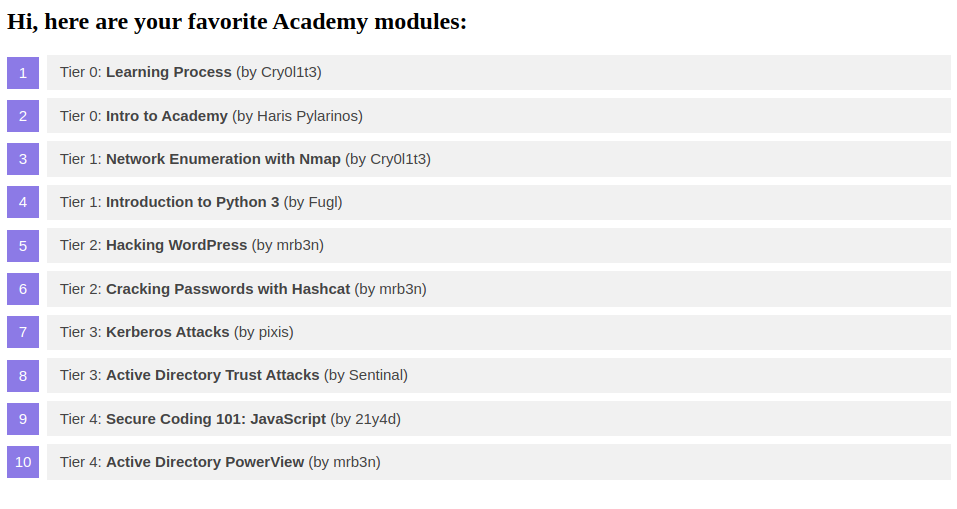 Hi, here are your favorite Academy modules:
1 Tier 0: Learning Process (by Cry0l1t3)
2 Tier 0: Intro to Academy (by Haris Pylarinos)
3 Tier 1: Network Enumeration with Nmap (by Cry0l1t3)
4 Tier 1: Introduction to Python 3 (by Fugl)
5 Tier 2: Hacking WordPress (by mrb3n)
6 Tier 2: Cracking Passwords with Hashcat (by mrb3n)
7 Tier 3: Kerberos Attacks (by pixis)
8 Tier 3: Active Directory Trust Attacks (by Sentinal)
9 Tier 4: Secure Coding 101: JavaScript (by 21y4d)
10 Tier 4: Active Directory PowerView (by mrb3n)